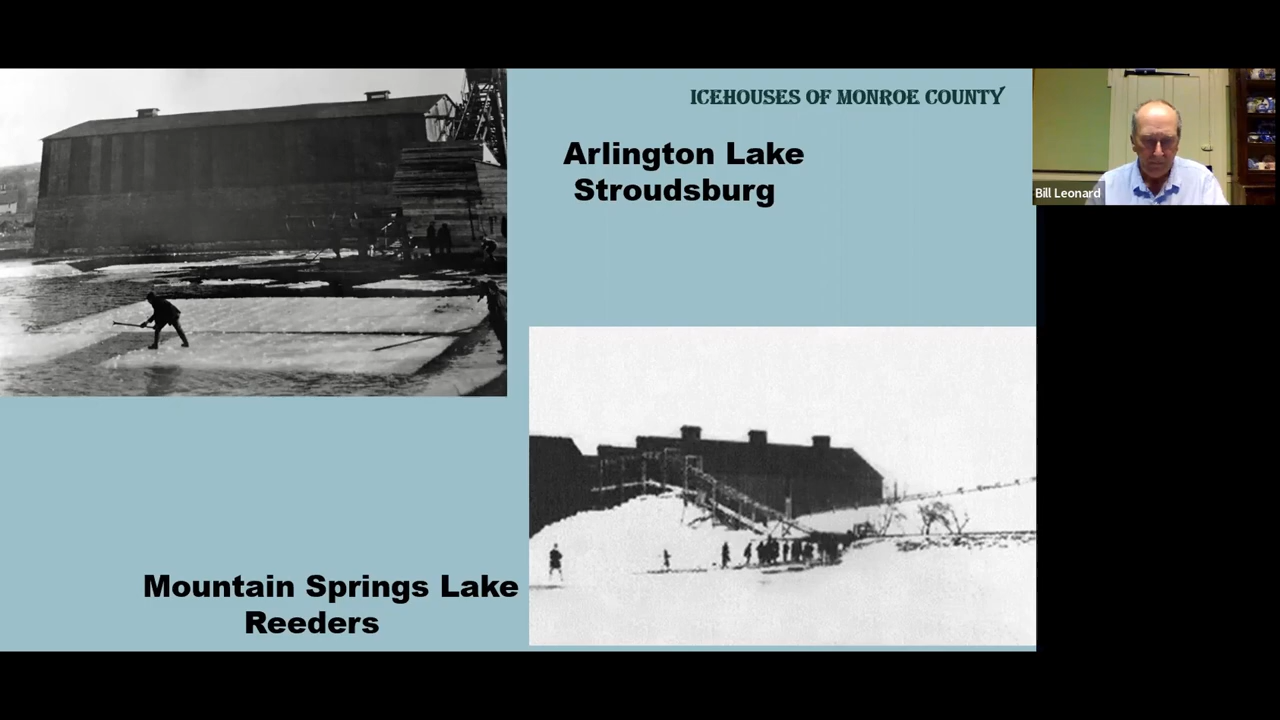 ICEHOUSES OF MONROE COUNTY
Arlington Lake
Stroudsburg
Bill Leonard
Mountain Springs Lake
Reeders